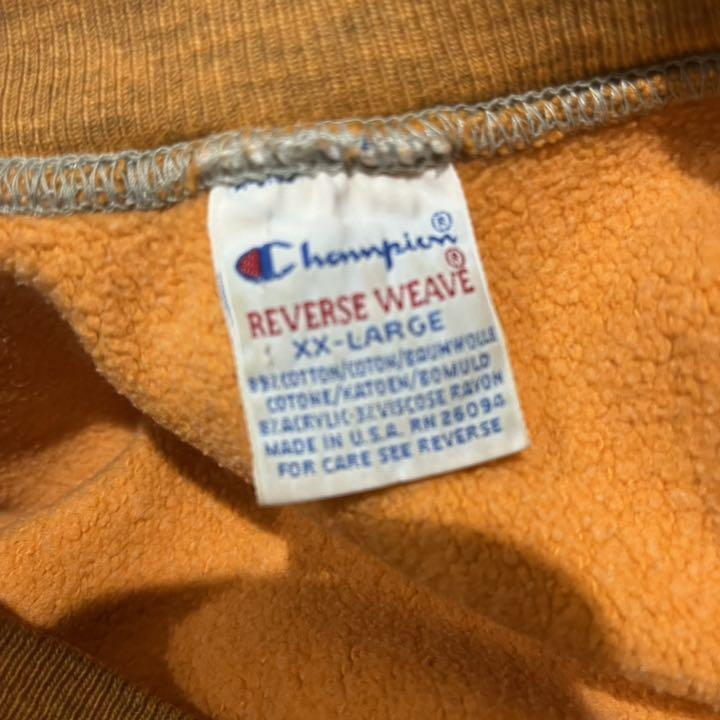 Champion®
REVERSE WEAVE®
XX-LARGE
89%COTTON/COTON/BAUMWOLLE
COTONE/KATOEN/BOMULD
8%ACRYLIC-3%VISCOSE RAYON
MADE IN U.S.A. RN 26094
FOR CARE SEE REVERSE